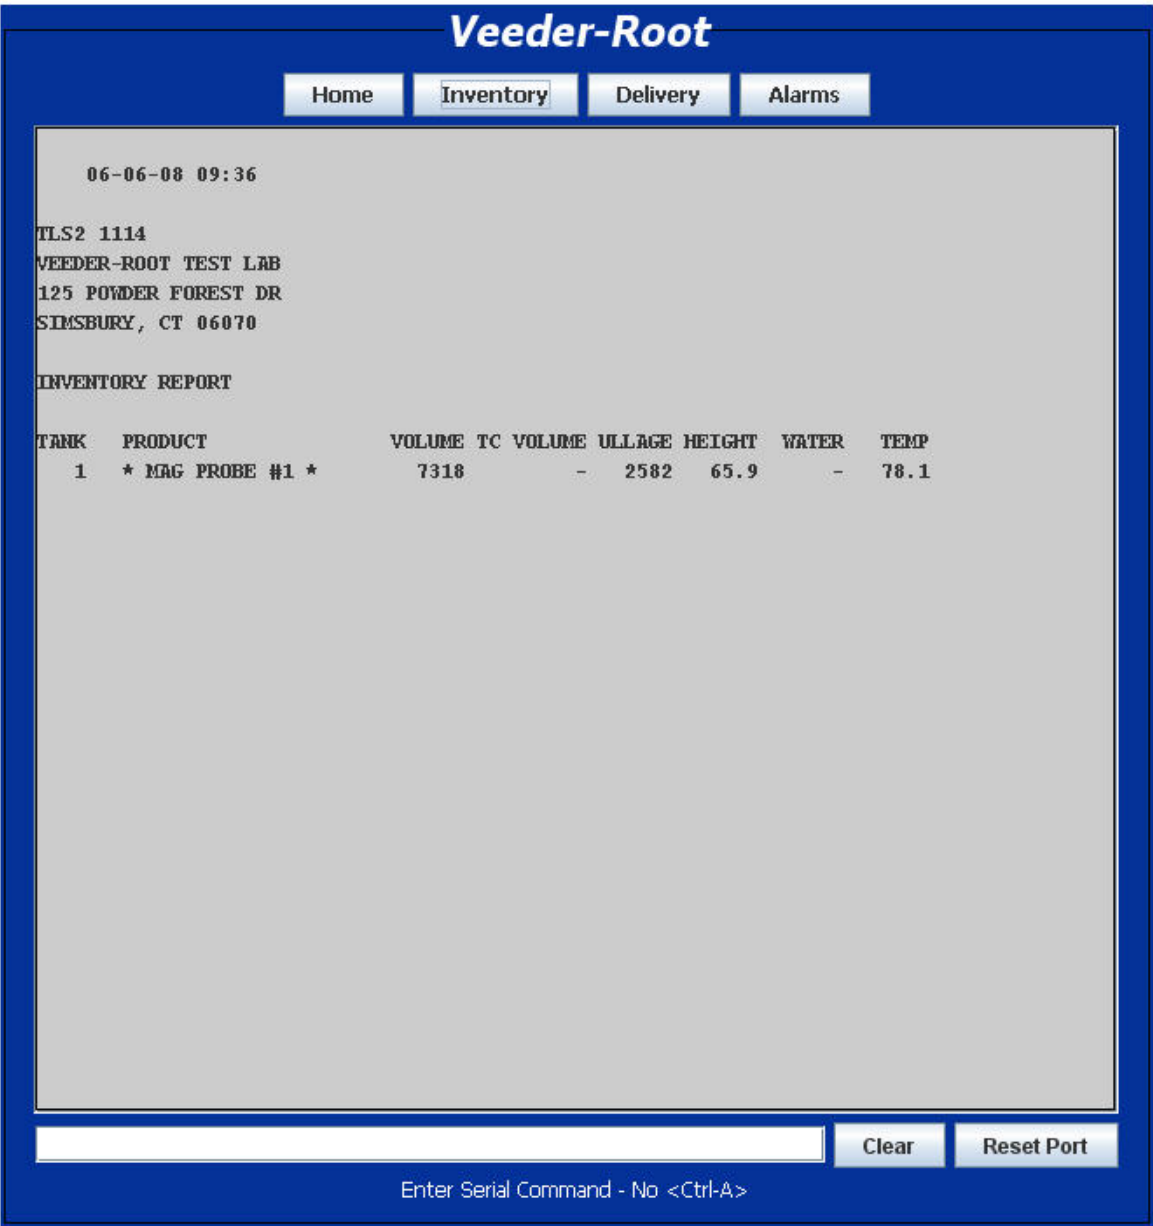 Veeder-Root
Home Inventory Delivery Alarms
06-06-08 09:36
TLS2 1114
VEEDER-ROOT TEST LAB
125 POWDER FOREST DR
SIMSBURY, CT 06070
INVENTORY REPORT
TANK PRODUCT VOLUME TC VOLUME ULLAGE HEIGHT WATER TEMP
1 * MAG PROBE #1 * 7318 - 2582 65.9 - 78.1
Clear Reset Port
Enter Serial Command - No <Ctrl-A>